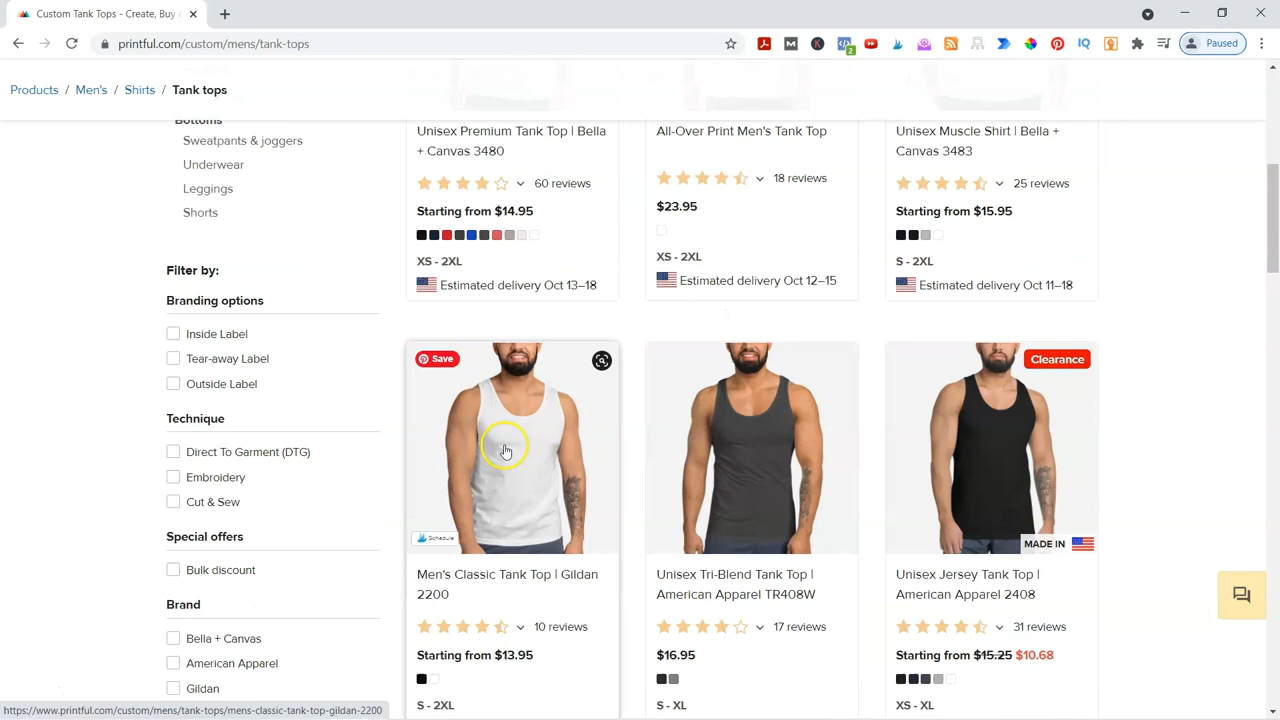 Custom Tank Tops - Create, Buy &
printful.com/custom/mens/tank-tops
2
Paused
Products / Men's / Shirts / Tank tops
Bottoms
Sweatpants & joggers
Underwear
Leggings
Shorts
Filter by:
Branding options
Inside Label
Tear-away Label
Outside Label
Technique
Direct To Garment (DTG)
Embroidery
Cut & Sew
Special offers
Bulk discount
Brand
Bella + Canvas
American Apparel
Gildan
Unisex Premium Tank Top | Bella
+ Canvas 3480
60 reviews
Starting from $14.95
XS - 2XL
Estimated delivery Oct 13–18
All-Over Print Men's Tank Top
18 reviews
$23.95
XS - 2XL
Estimated delivery Oct 12–15
Unisex Muscle Shirt | Bella +
Canvas 3483
25 reviews
Starting from $15.95
S - 2XL
Estimated delivery Oct 11–18
Save
Schedule
Men's Classic Tank Top | Gildan
2200
10 reviews
Starting from $13.95
S - 2XL
Unisex Tri-Blend Tank Top |
American Apparel TR408W
17 reviews
$16.95
S - XL
Clearance
MADE IN
Unisex Jersey Tank Top |
American Apparel 2408
31 reviews
Starting from $15.25 $10.68
XS - XL
https://www.printful.com/custom/mens/tank-tops/mens-classic-tank-top-gildan-2200